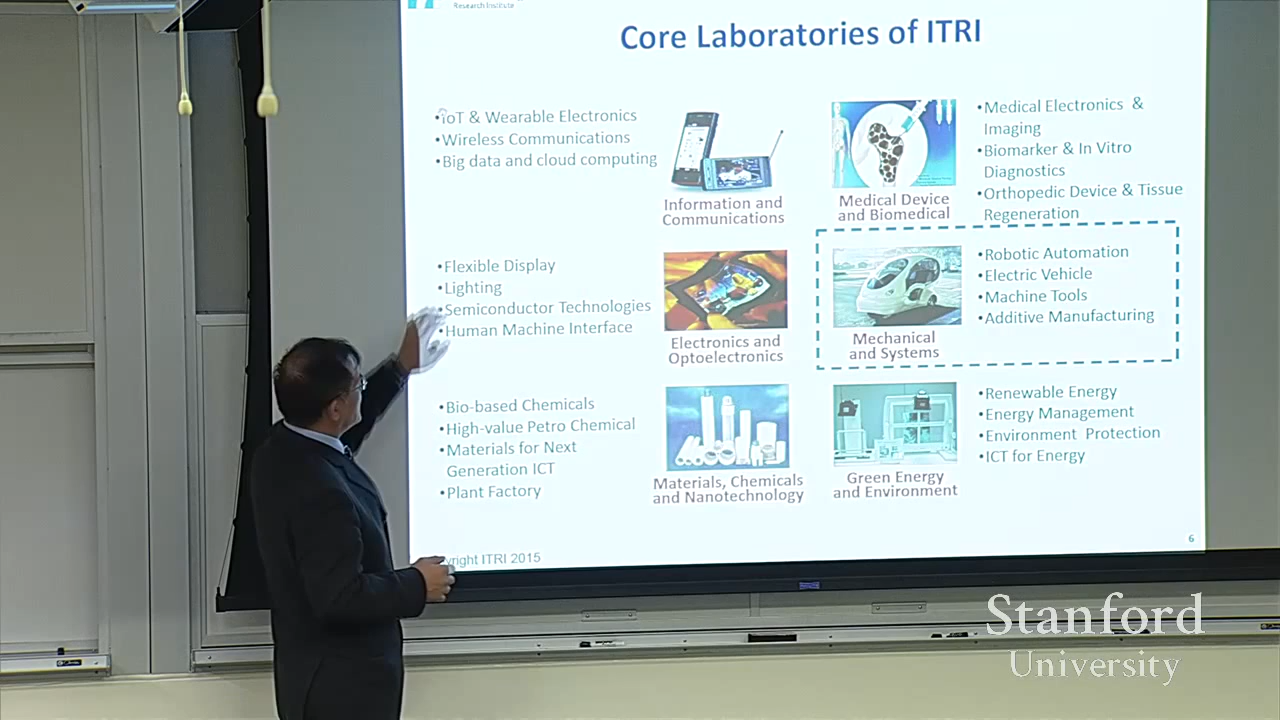 Research Institute
Core Laboratories of ITRI
•IoT & Wearable Electronics
•Wireless Communications
•Big data and cloud computing
Information and
Communications
Medical Device
and Biomedical
•Medical Electronics &
Imaging
•Biomarker & In Vitro
Diagnostics
•Orthopedic Device & Tissue
Regeneration
•Flexible Display
•Lighting
•Semiconductor Technologies
•Human Machine Interface
Electronics and
Optoelectronics
Mechanical
and Systems
•Robotic Automation
•Electric Vehicle
•Machine Tools
•Additive Manufacturing
•Bio-based Chemicals
•High-value Petro Chemical
•Materials for Next
Generation ICT
•Plant Factory
Materials, Chemicals
and Nanotechnology
Green Energy
and Environment
•Renewable Energy
•Energy Management
•Environment Protection
•ICT for Energy
yright ITRI 2015
6
Stanford
University